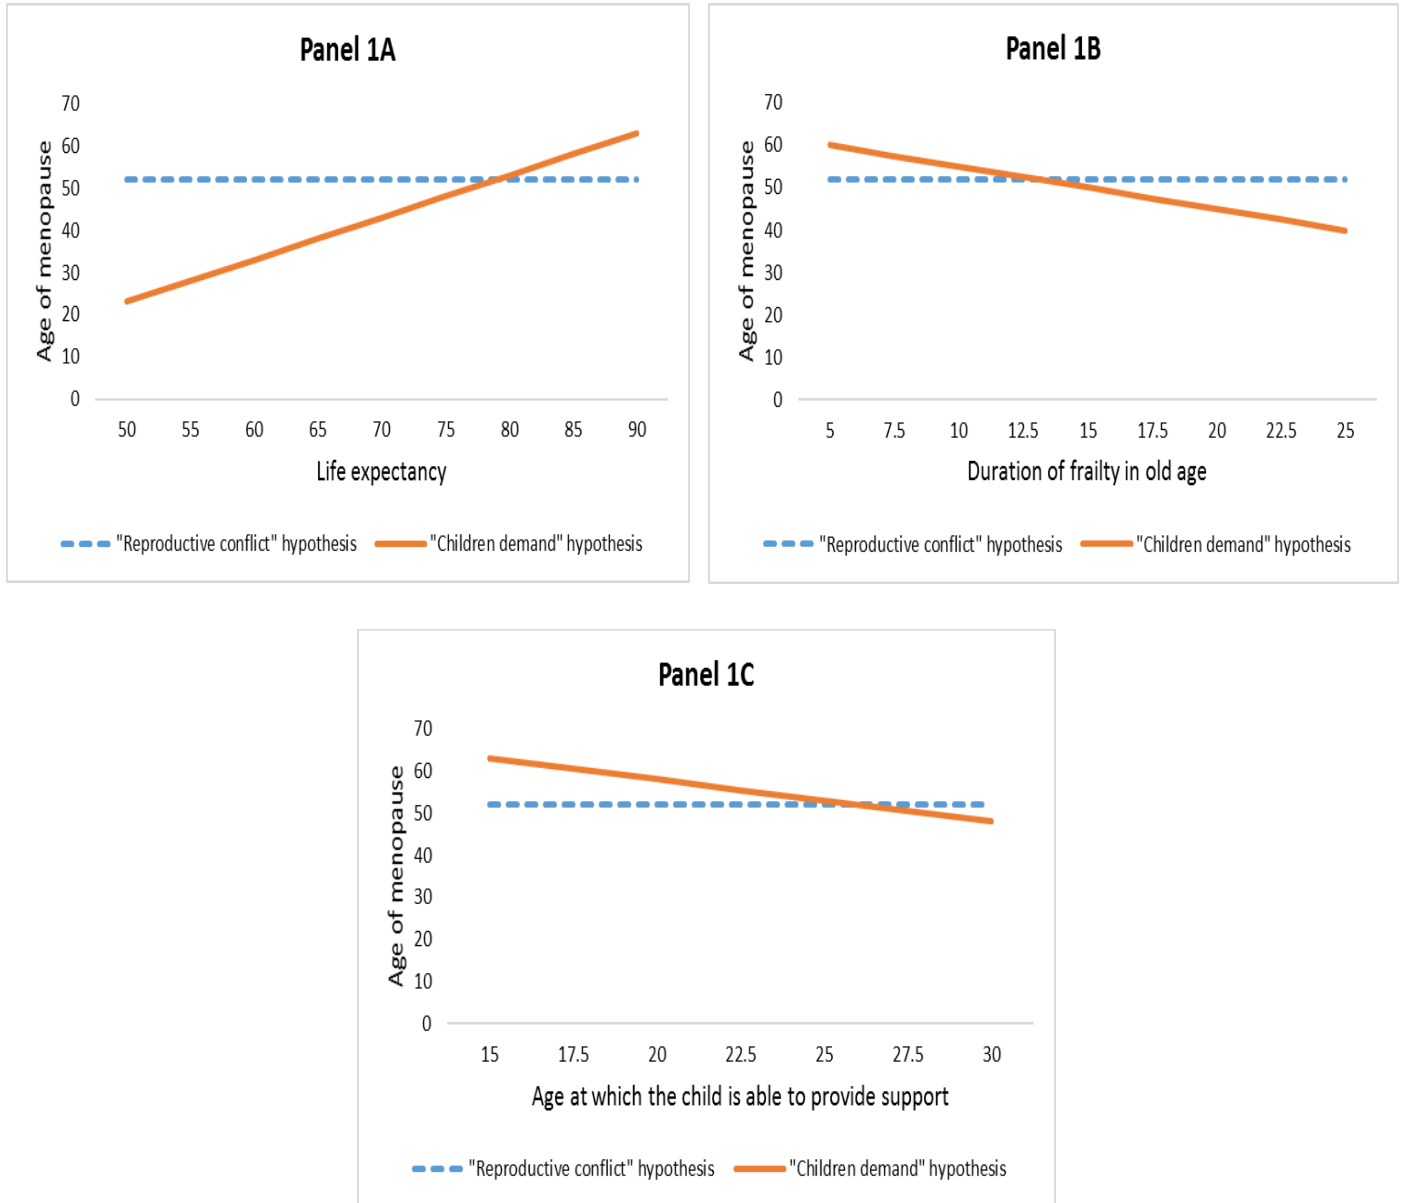 Panel 1A
Age of menopause
70
60
50
40
30
20
10
0
50 55 60 65 70 75 80 85 90
Life expectancy
"Reproductive conflict" hypothesis "Children demand" hypothesis
Panel 1B
Age of menopause
70
60
50
40
30
20
10
0
5 7.5 10 12.5 15 17.5 20 22.5 25
Duration of frailty in old age
"Reproductive conflict" hypothesis "Children demand" hypothesis
Panel 1C
Age of menopause
70
60
50
40
30
20
10
0
15 17.5 20 22.5 25 27.5 30
Age at which the child is able to provide support
"Reproductive conflict" hypothesis "Children demand" hypothesis